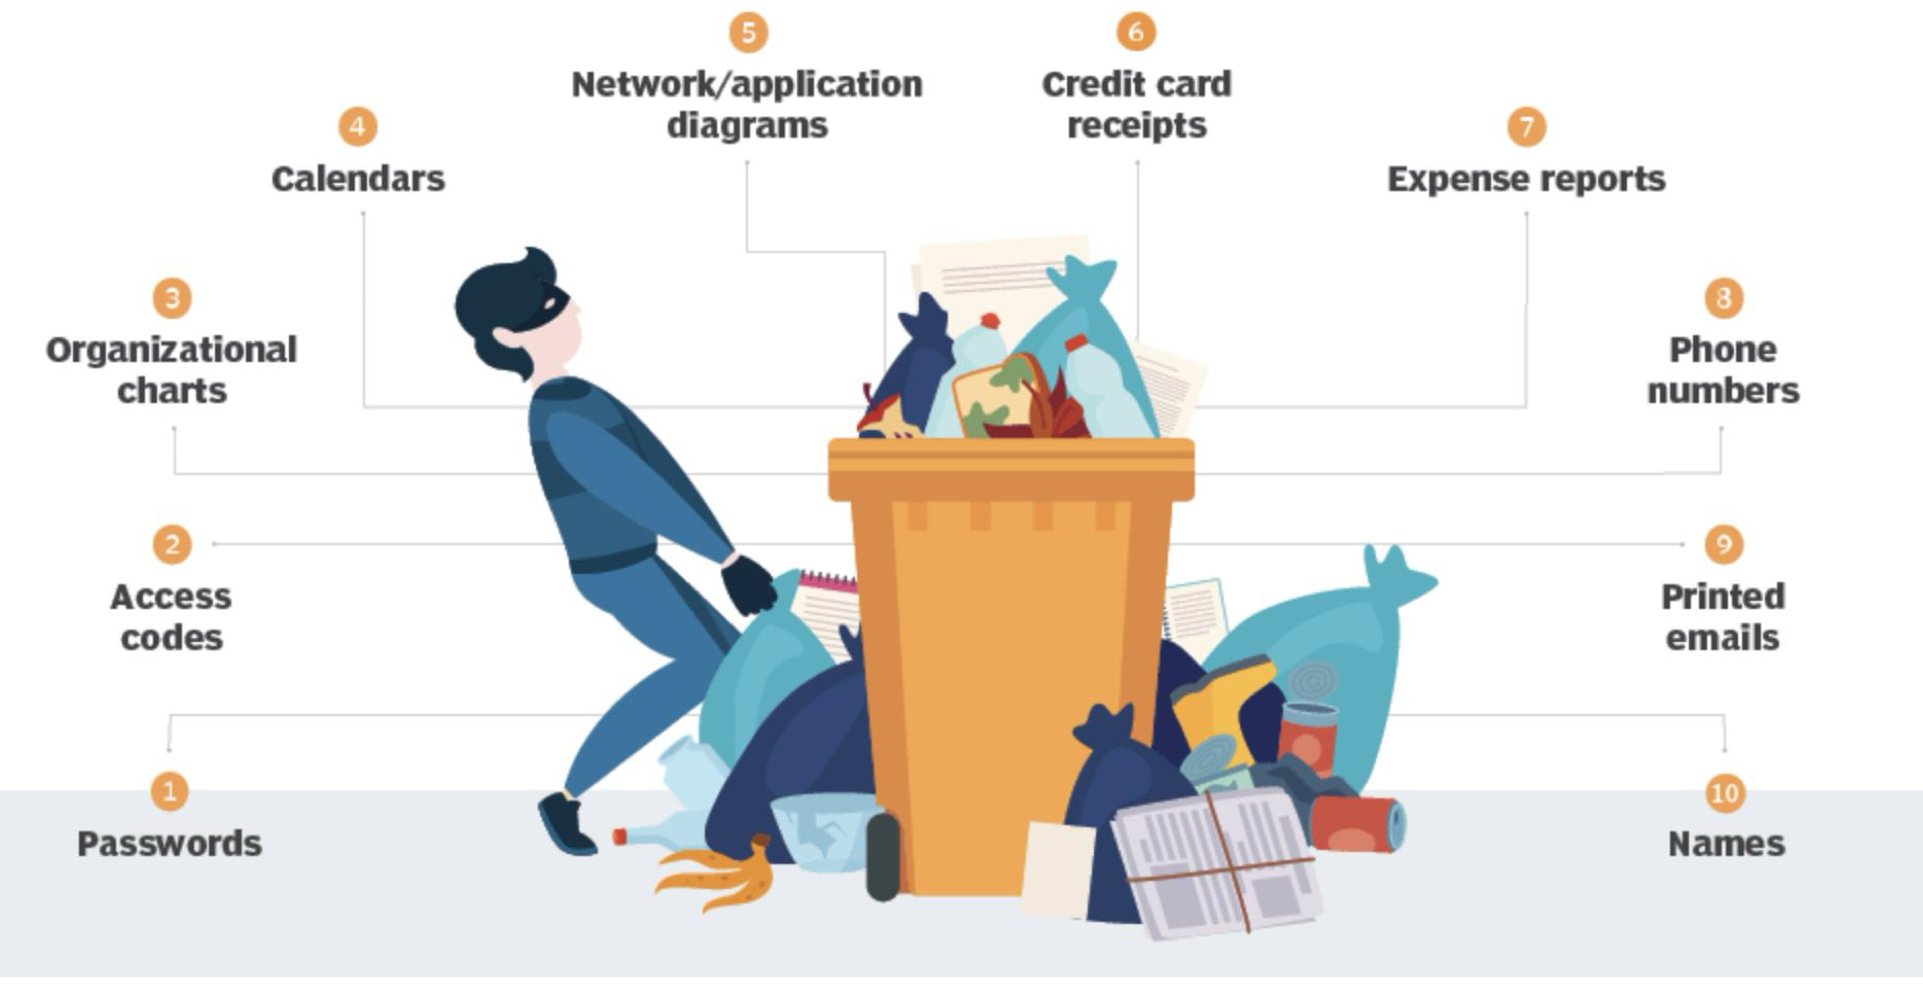 5
Network/application
diagrams
6
Credit card
receipts
4
Calendars
7
Expense reports
3
Organizational
charts
8
Phone
numbers
2
Access
codes
9
Printed
emails
1
Passwords
10
Names